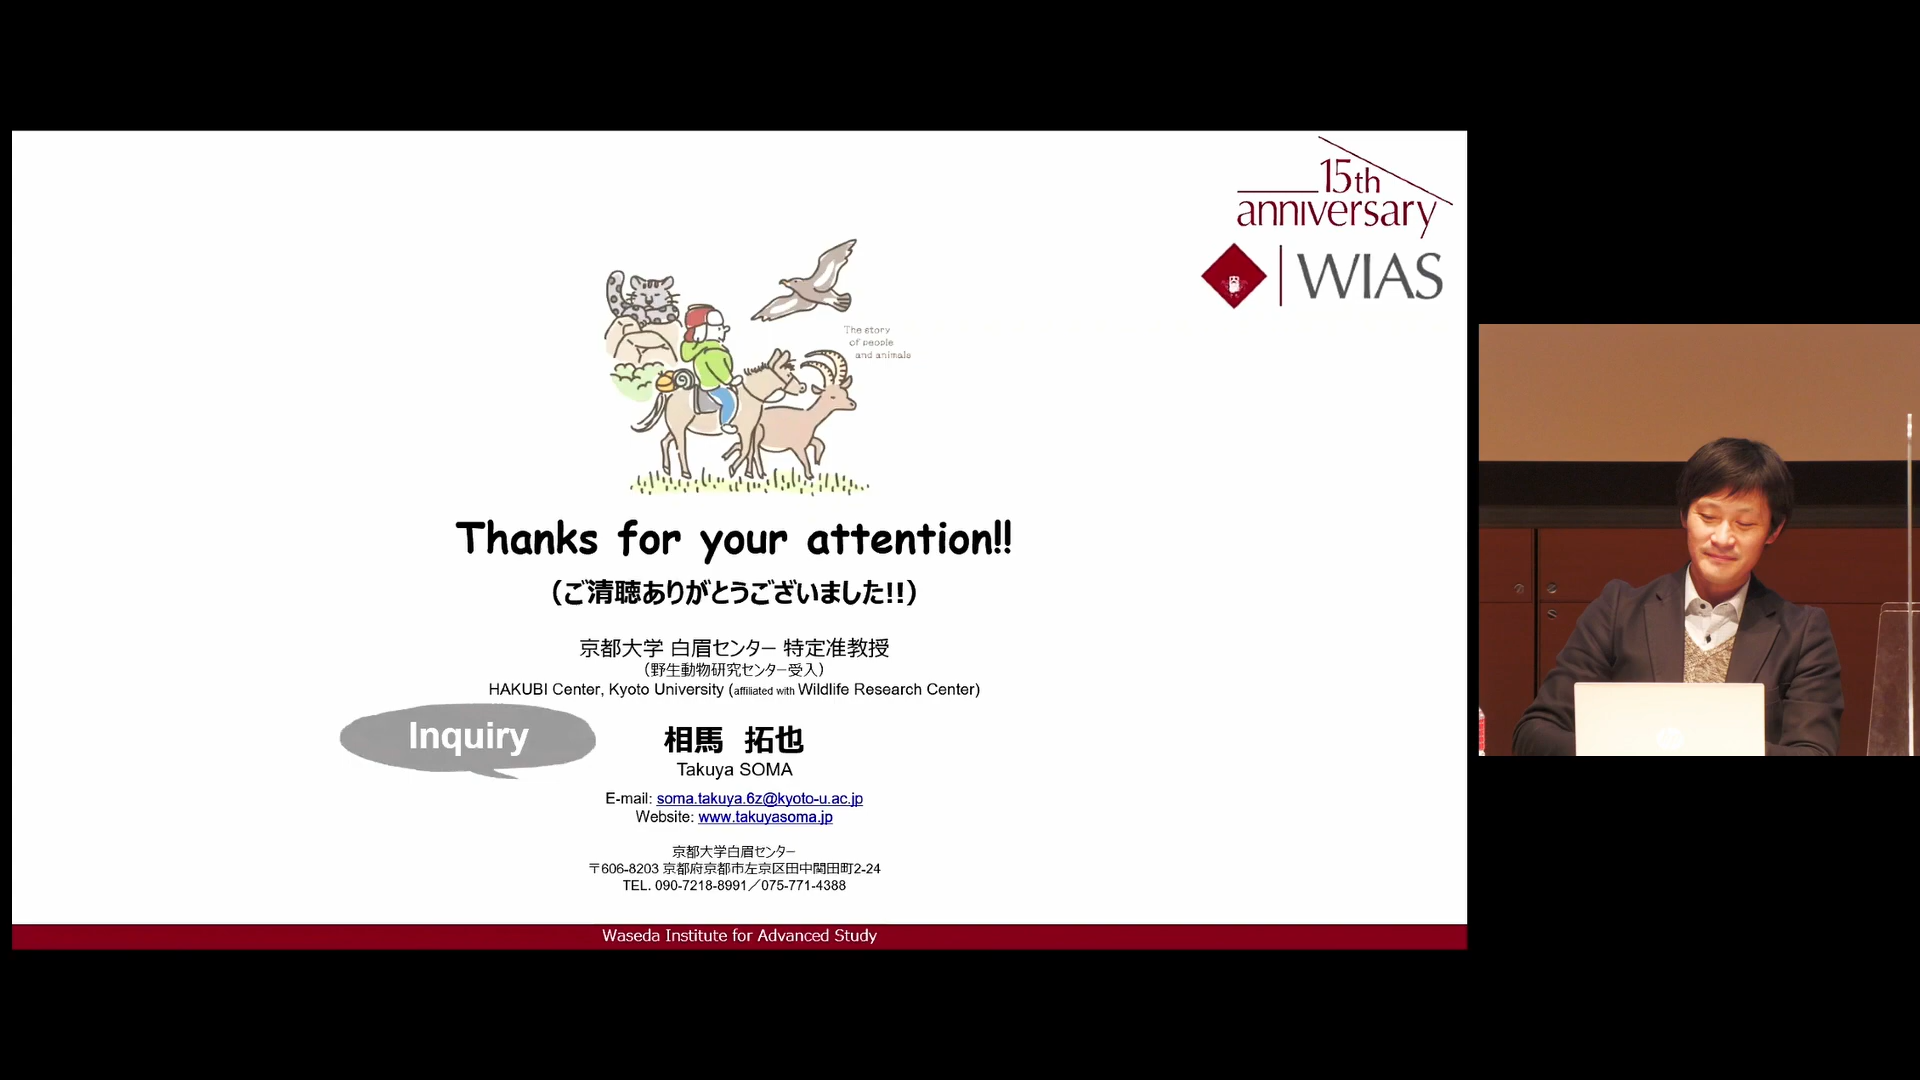 15th
anniversary
WIAS
The story
of people
and animals
Thanks for your attention!!
（ご清聴ありがとうございました!!）
京都大学 白眉センター 特定准教授
（野生動物研究センター受入）
HAKUBI Center, Kyoto University (affiliated with Wildlife Research Center)
Inquiry
相馬 拓也
Takuya SOMA
E-mail: soma.takuya.6z@kyoto-u.ac.jp
Website: www.takuyasoma.jp
京都大学白眉センター
〒606-8203 京都府京都市左京区田中関田町2-24
TEL. 090-7218-8991／075-771-4388
Waseda Institute for Advanced Study